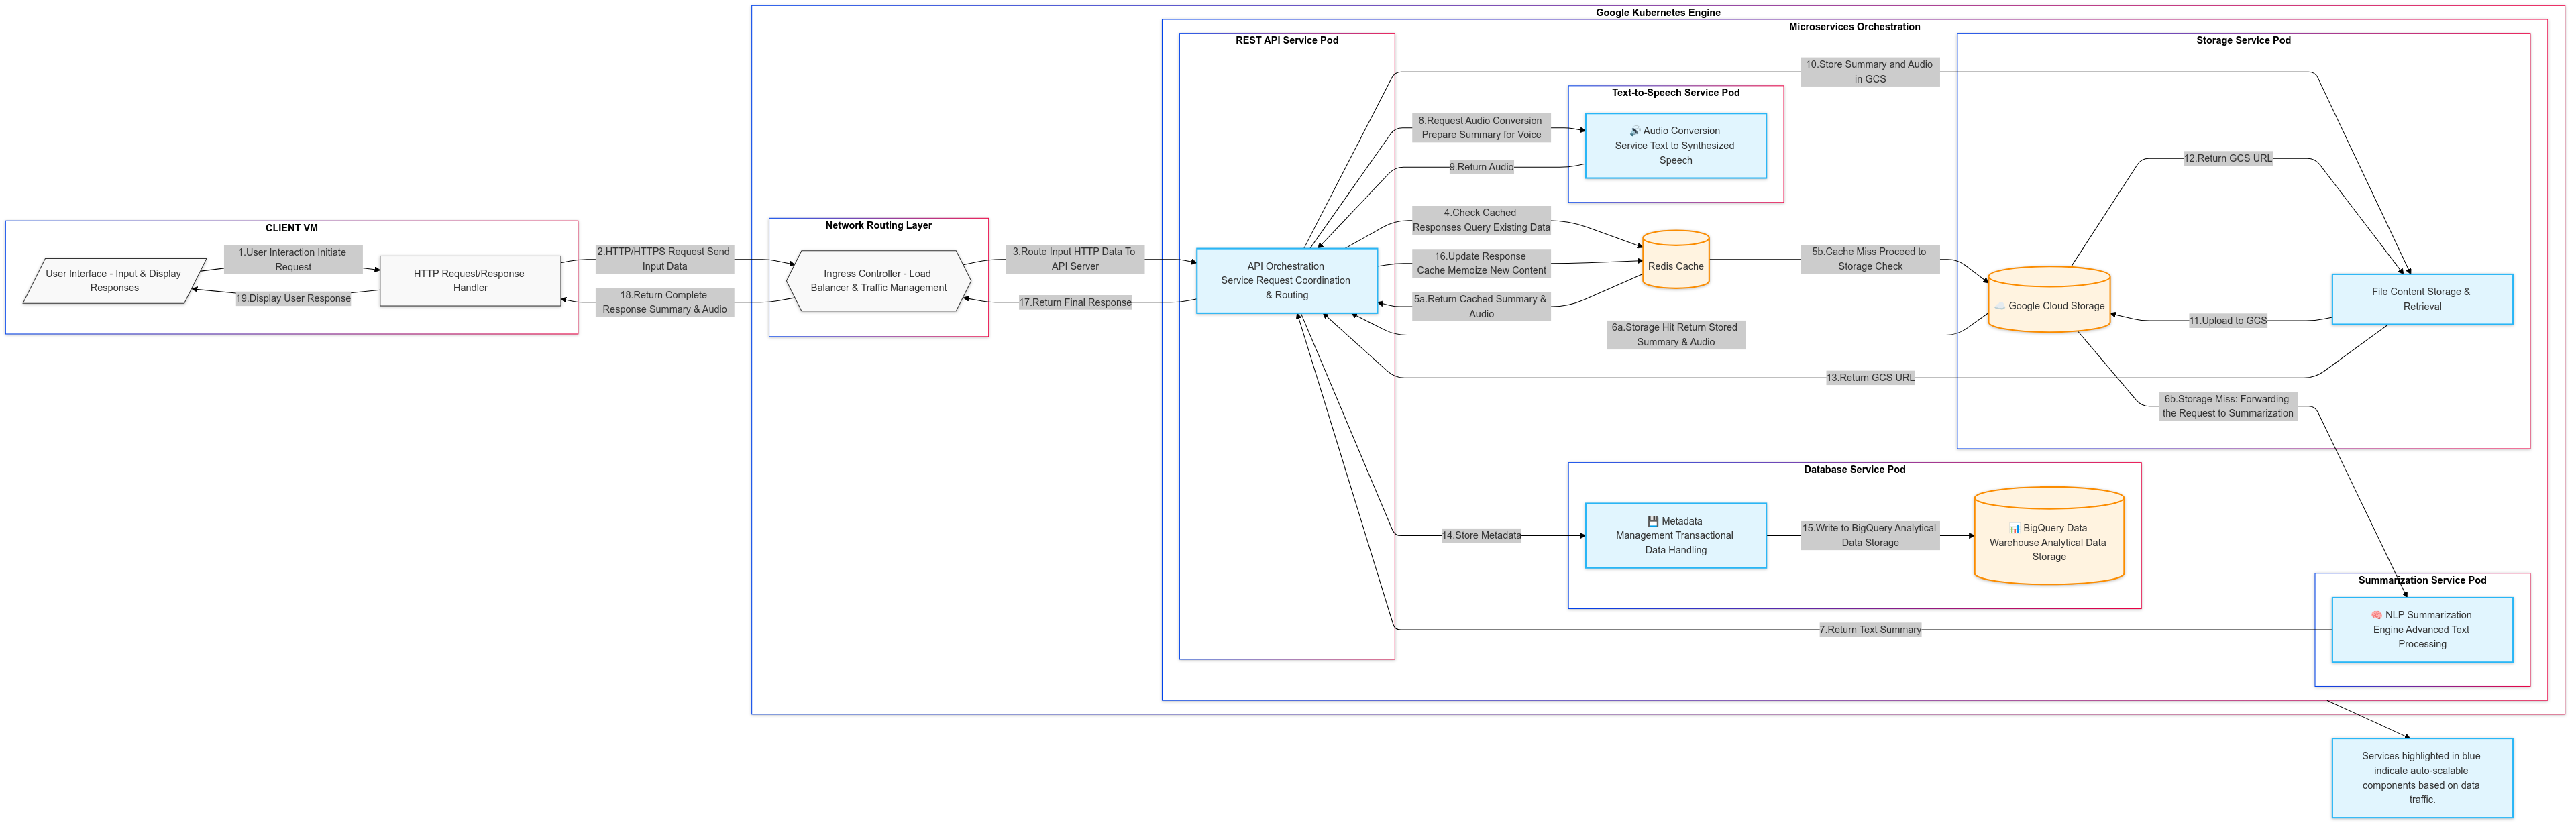 Google Kubernetes Engine
Microservices Orchestration
REST API Service Pod
Storage Service Pod
10.Store Summary and Audio
in GCS
Text-to-Speech Service Pod
8.Request Audio Conversion
Prepare Summary for Voice
🔊 Audio Conversion
Service Text to Synthesized
Speech
9.Return Audio
12.Return GCS URL
CLIENT VM
Network Routing Layer
User Interface - Input & Display
Responses
1.User Interaction Initiate
Request
19.Display User Response
HTTP Request/Response
Handler
2.HTTP/HTTPS Request Send
Input Data
18.Return Complete
Response Summary & Audio
Ingress Controller - Load
Balancer & Traffic Management
3.Route Input HTTP Data To
API Server
17.Return Final Response
API Orchestration
Service Request Coordination
& Routing
4.Check Cached
Responses Query Existing Data
16.Update Response
Cache Memoize New Content
5a.Return Cached Summary &
Audio
Redis Cache
5b.Cache Miss Proceed to
Storage Check
6a.Storage Hit Return Stored
Summary & Audio
☁️ Google Cloud Storage
11.Upload to GCS
File Content Storage &
Retrieval
13.Return GCS URL
6b.Storage Miss: Forwarding
the Request to Summarization
Database Service Pod
14.Store Metadata
💾 Metadata
Management Transactional
Data Handling
15.Write to BigQuery Analytical
Data Storage
📊 BigQuery Data
Warehouse Analytical Data
Storage
Summarization Service Pod
🧠 NLP Summarization
Engine Advanced Text
Processing
7.Return Text Summary
Services highlighted in blue
indicate auto-scalable
components based on data
traffic.